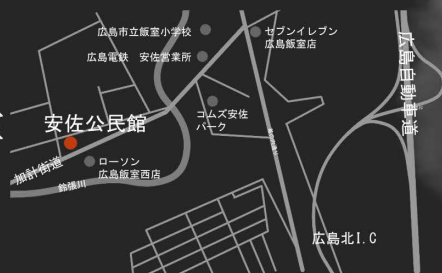 広島市立飯室小学校
広島電鉄 安佐営業所
セブンイレブン
広島飯室店
広島自動車道
コムズ安佐
パーク
安佐公民館
加計街道
ローソン
広島飯室西店
鈴張川
広島北I.C